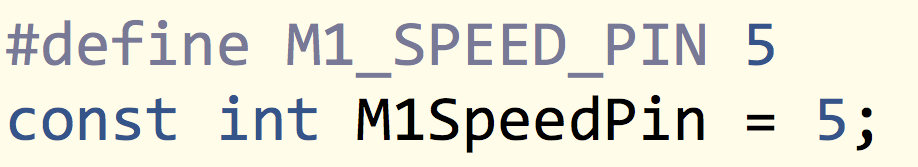 #define M1_SPEED_PIN 5
const int M1SpeedPin = 5;